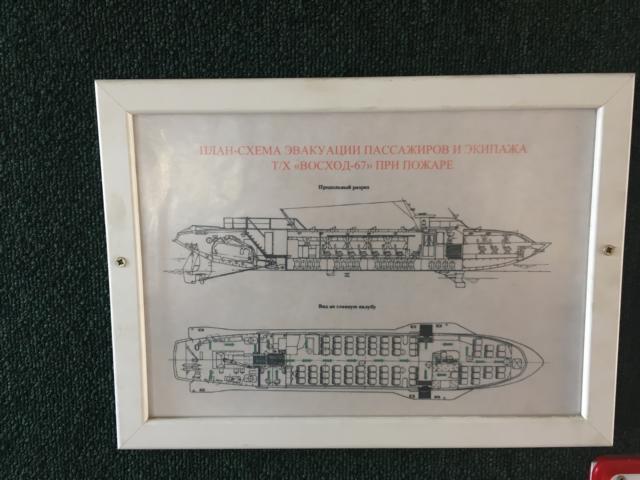 ПЛАН-СХЕМА ЭВАКУАЦИИ ПАССАЖИРОВ И ЭКИПАЖА
Т/Х «ВОСХОД-67» ПРИ ПОЖАРЕ
Продольный разрез
Вид на главную палубу